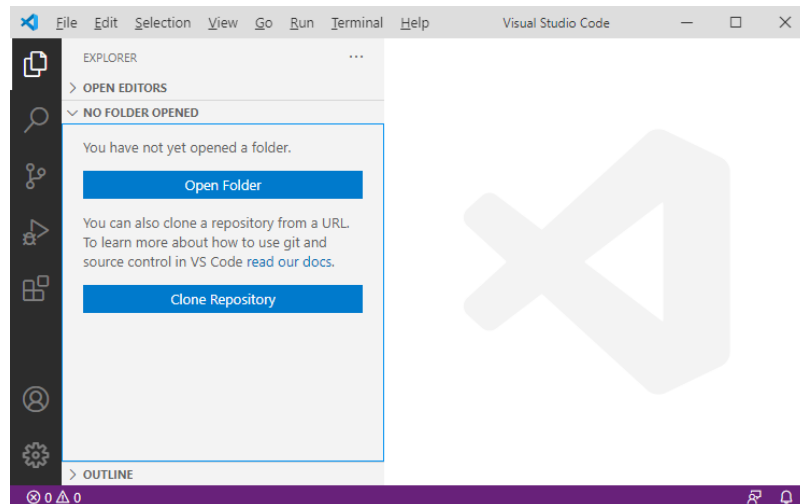 File Edit Selection View Go Run Terminal Help Visual Studio Code
EXPLORER
OPEN EDITORS
NO FOLDER OPENED
You have not yet opened a folder.
Open Folder
You can also clone a repository from a URL.
To learn more about how to use git and
source control in VS Code read our docs.
Clone Repository
OUTLINE
0 0